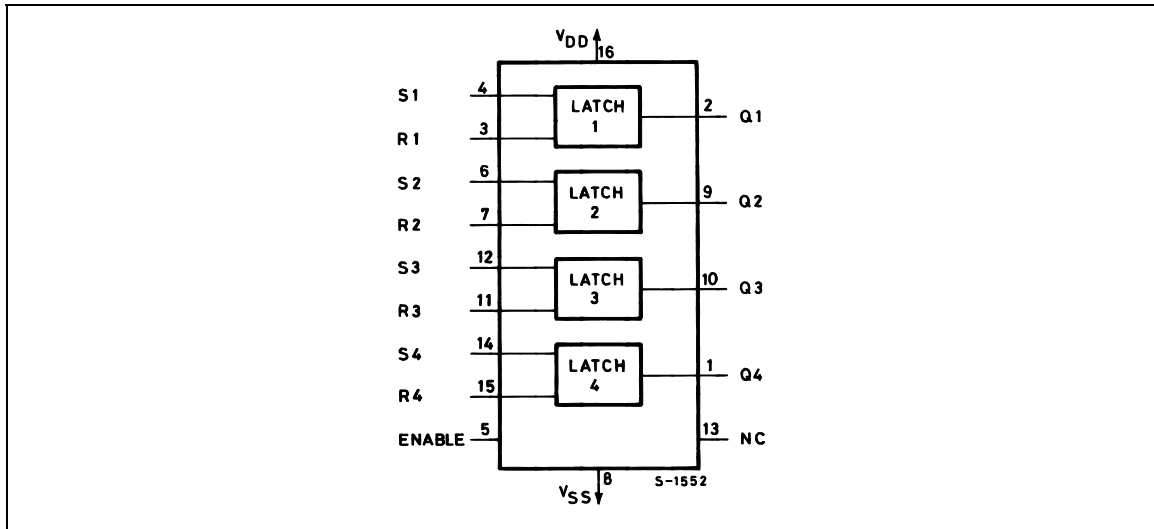 VDD
16
S1 4 LATCH 1 2 Q1
R1 3
S2 6 LATCH 2 9 Q2
R2 7
S3 12 LATCH 3 10 Q3
R3 11
S4 14 LATCH 4 1 Q4
R4 15
ENABLE 5 13 NC
8 S-1552
VSS